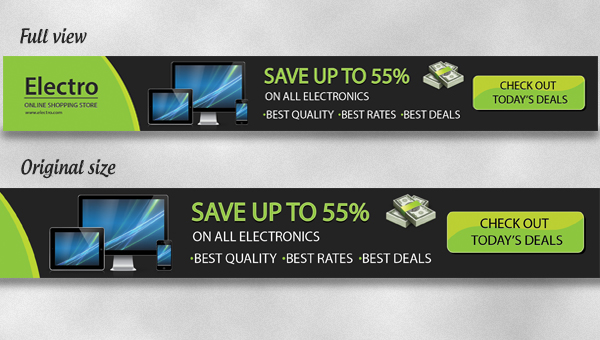 Full view
Electro
ONLINE SHOPPING STORE
www.electro.com
SAVE UP TO 55%
ON ALL ELECTRONICS
•BEST QUALITY •BEST RATES •BEST DEALS
CHECK OUT
TODAY'S DEALS
Original size
SAVE UP TO 55%
ON ALL ELECTRONICS
•BEST QUALITY •BEST RATES •BEST DEALS
CHECK OUT
TODAY'S DEALS